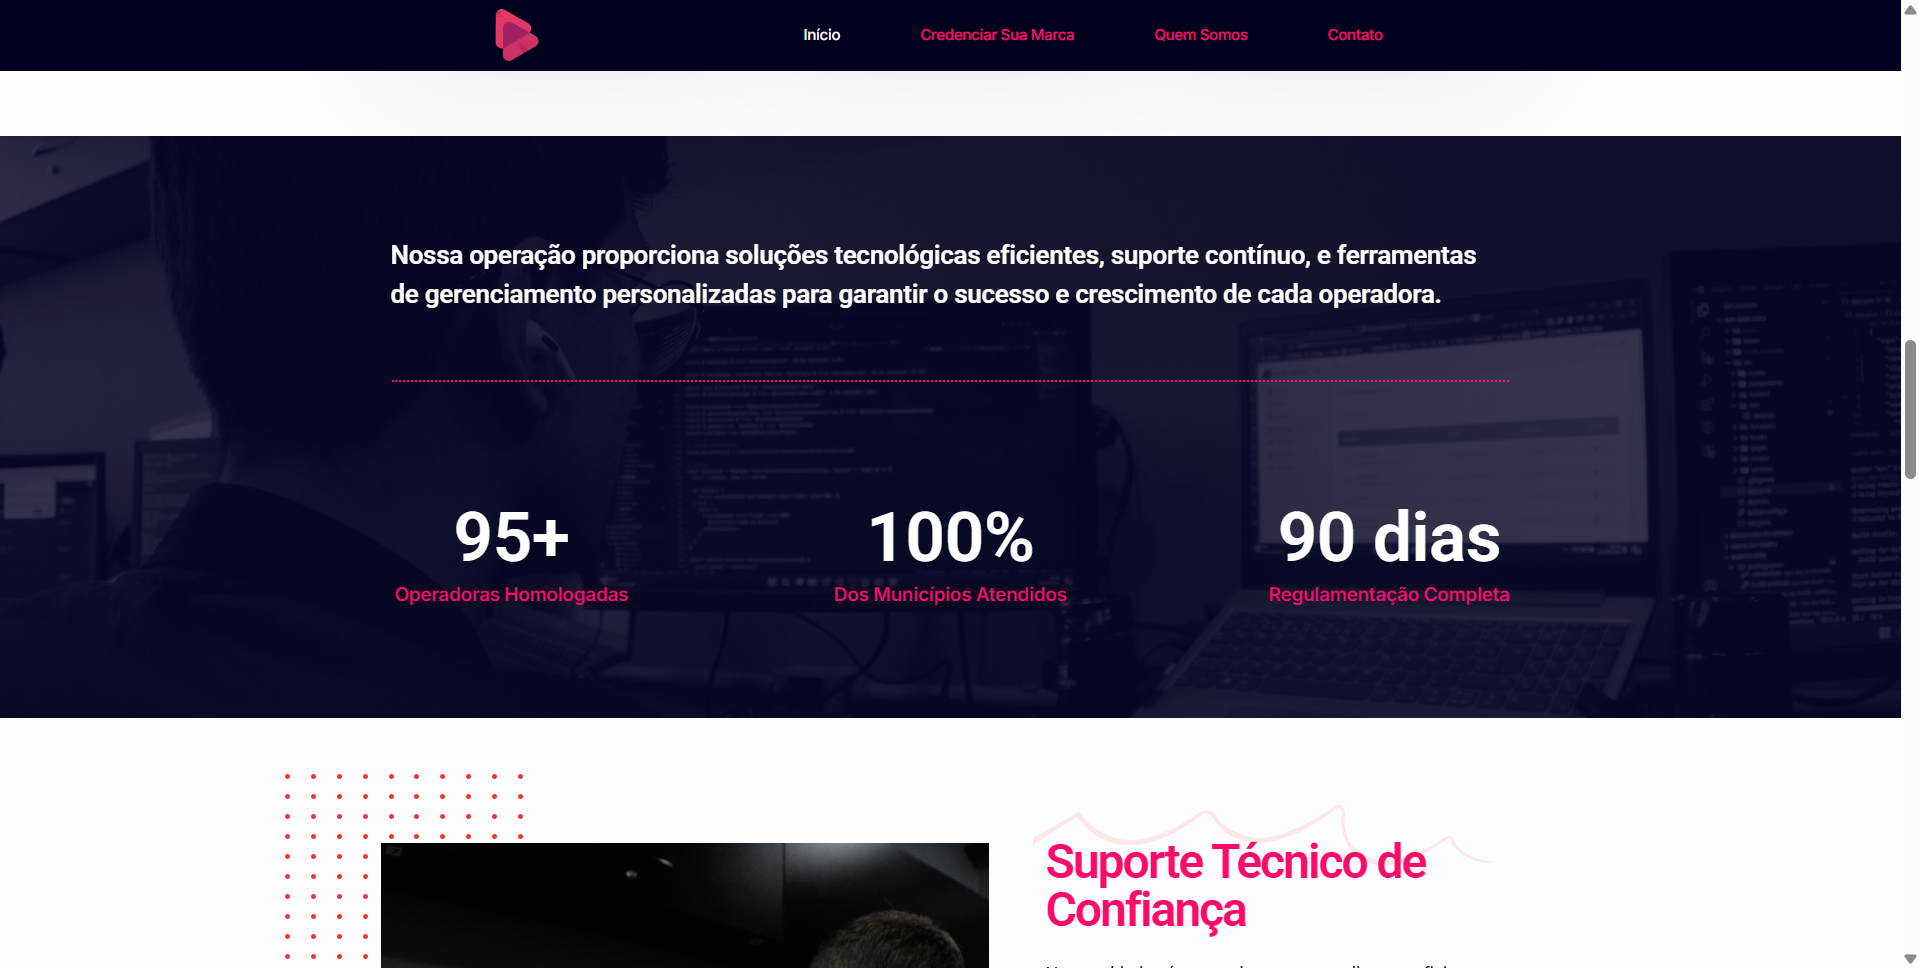 Início
Credenciar Sua Marca
Quem Somos
Contato
Nossa operação proporciona soluções tecnológicas eficientes, suporte contínuo, e ferramentas
de gerenciamento personalizadas para garantir o sucesso e crescimento de cada operadora.
95+
100%
90 dias
Operadoras Homologadas
Dos Municípios Atendidos
Regulamentação Completa
Suporte Técnico de
Confiança